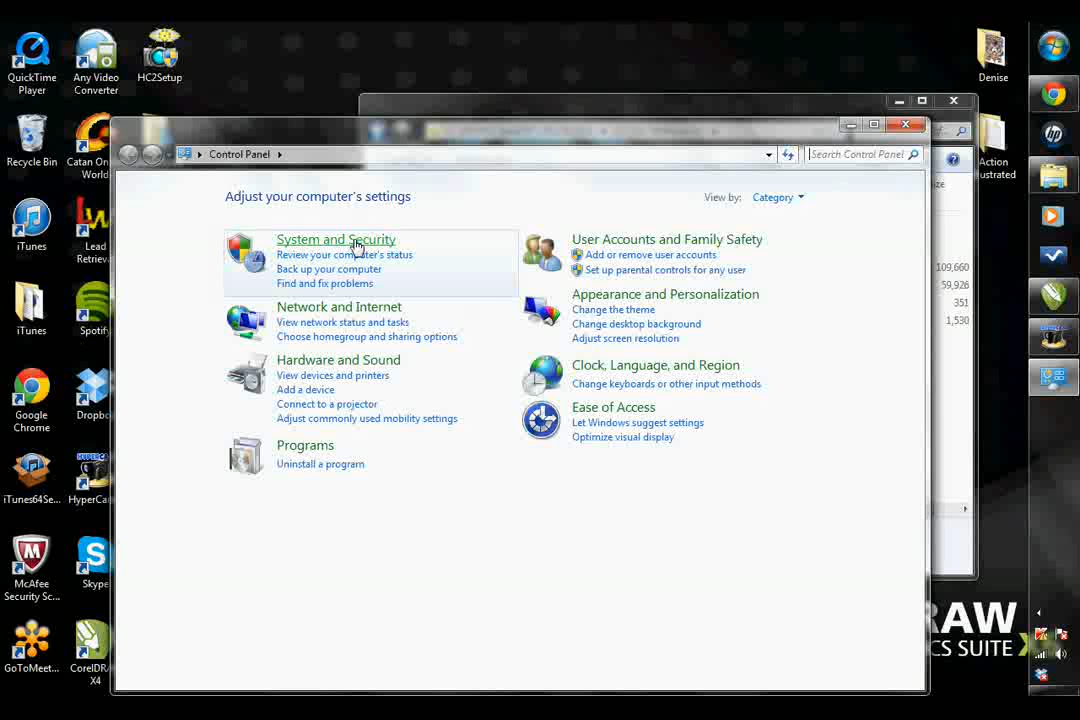 QuickTime
Player
Any Video
Converter
HC2Setup
Denise
Recycle Bin
Catan On
World
Action
ustrated
Control Panel
Search Control Panel
Adjust your computer's settings
View by:
Category
System and Security
Review your computer's status
Back up your computer
Find and fix problems
Network and Internet
View network status and tasks
Choose homegroup and sharing options
Hardware and Sound
View devices and printers
Add a device
Connect to a projector
Adjust commonly used mobility settings
Programs
Uninstall a program
User Accounts and Family Safety
Add or remove user accounts
Set up parental controls for any user
Appearance and Personalization
Change the theme
Change desktop background
Adjust screen resolution
Clock, Language, and Region
Change keyboards or other input methods
Ease of Access
Let Windows suggest settings
Optimize visual display
iTunes
Lead
Retrieva
ize
109,660
59,926
351
1,530
iTunes
Spotify
Google
Chrome
Dropbo
iTunes64Se...
HyperCa
McAfee
Security Sc...
Skype
GoToMeet...
CorelDR
X4
RAW
CS SUITE X
hp